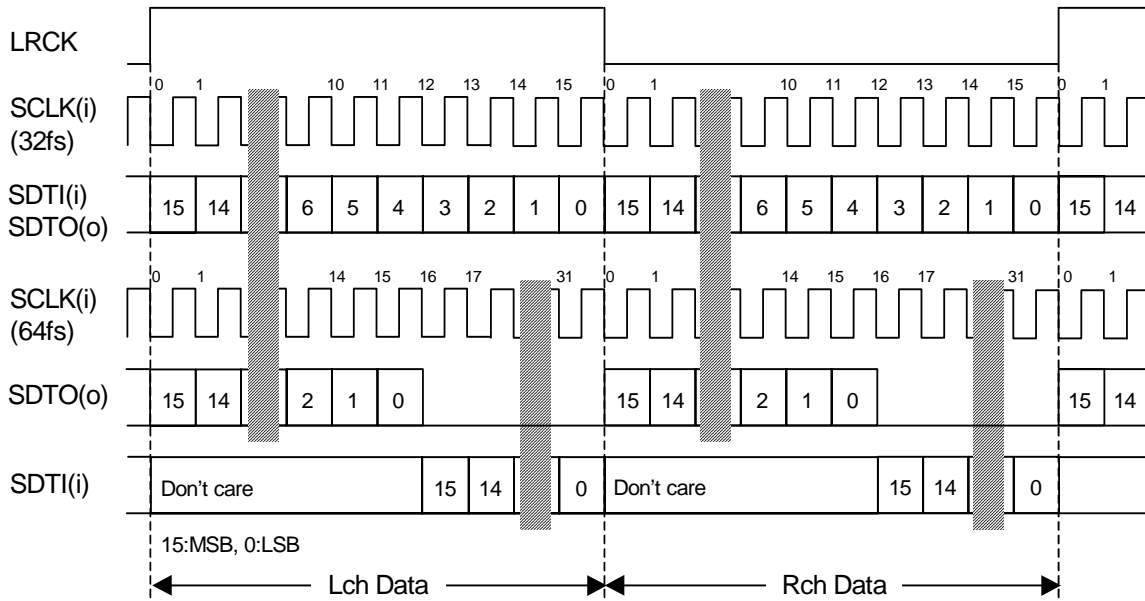 LRCK
0 1 10 11 12 13 14 15 0 1 10 11 12 13 14 15 0 1
SCLK(i)
(32fs)
SDTI(i)
SDTO(o)
15 14 6 5 4 3 2 1 0 15 14 6 5 4 3 2 1 0 15 14
0 1 14 15 16 17 31 0 1 14 15 16 17 31 0 1
SCLK(i)
(64fs)
SDTO(o)
15 14 2 1 0 15 14 2 1 0 15 14
SDTI(i)
Don't care 15 14 0 Don't care 15 14 0
15:MSB, 0:LSB
Lch Data Rch Data